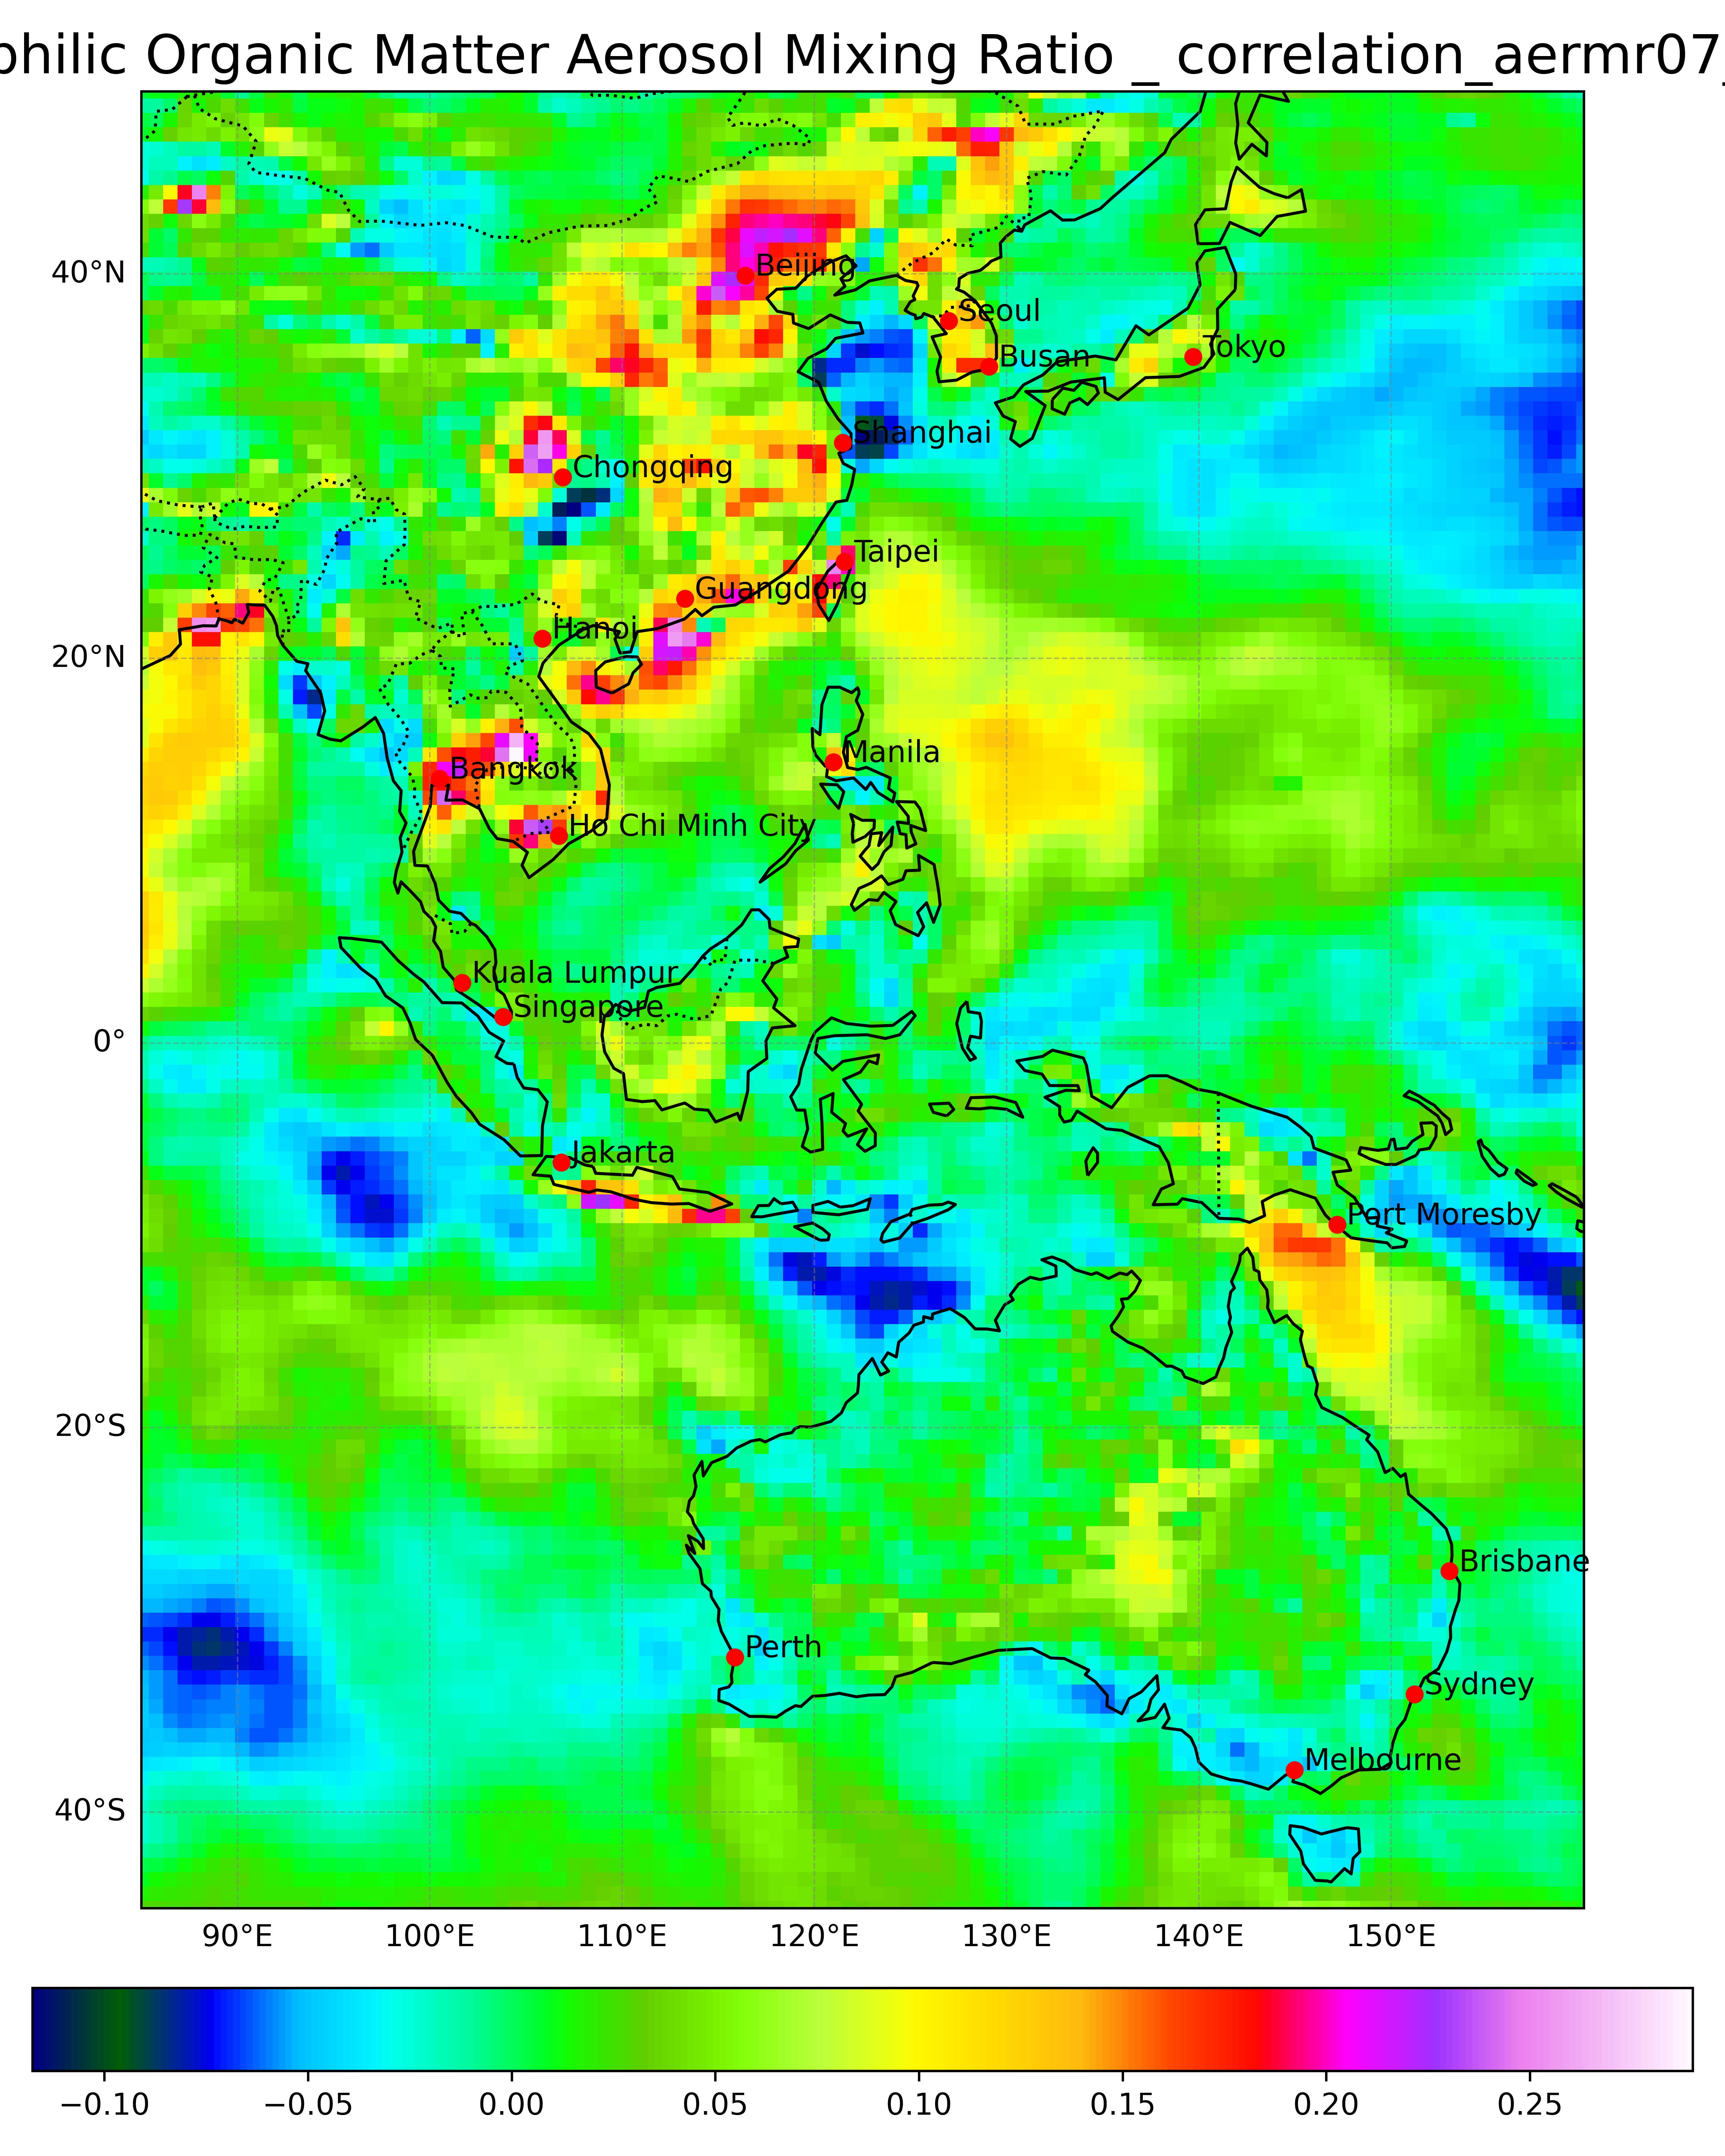 philic Organic Matter Aerosol Mixing Ratio _ correlation_aermr07_
40°N
20°N
0°
20°S
40°S
Beijing
Seoul
Busan
Tokyo
Shanghai
Chongqing
Taipei
Guangdong
Hanoi
Manila
Bangkok
Ho Chi Minh City
Kuala Lumpur
Singapore
Jakarta
Port Moresby
Brisbane
Perth
Sydney
Melbourne
90°E 100°E 110°E 120°E 130°E 140°E 150°E
−0.10 −0.05 0.00 0.05 0.10 0.15 0.20 0.25